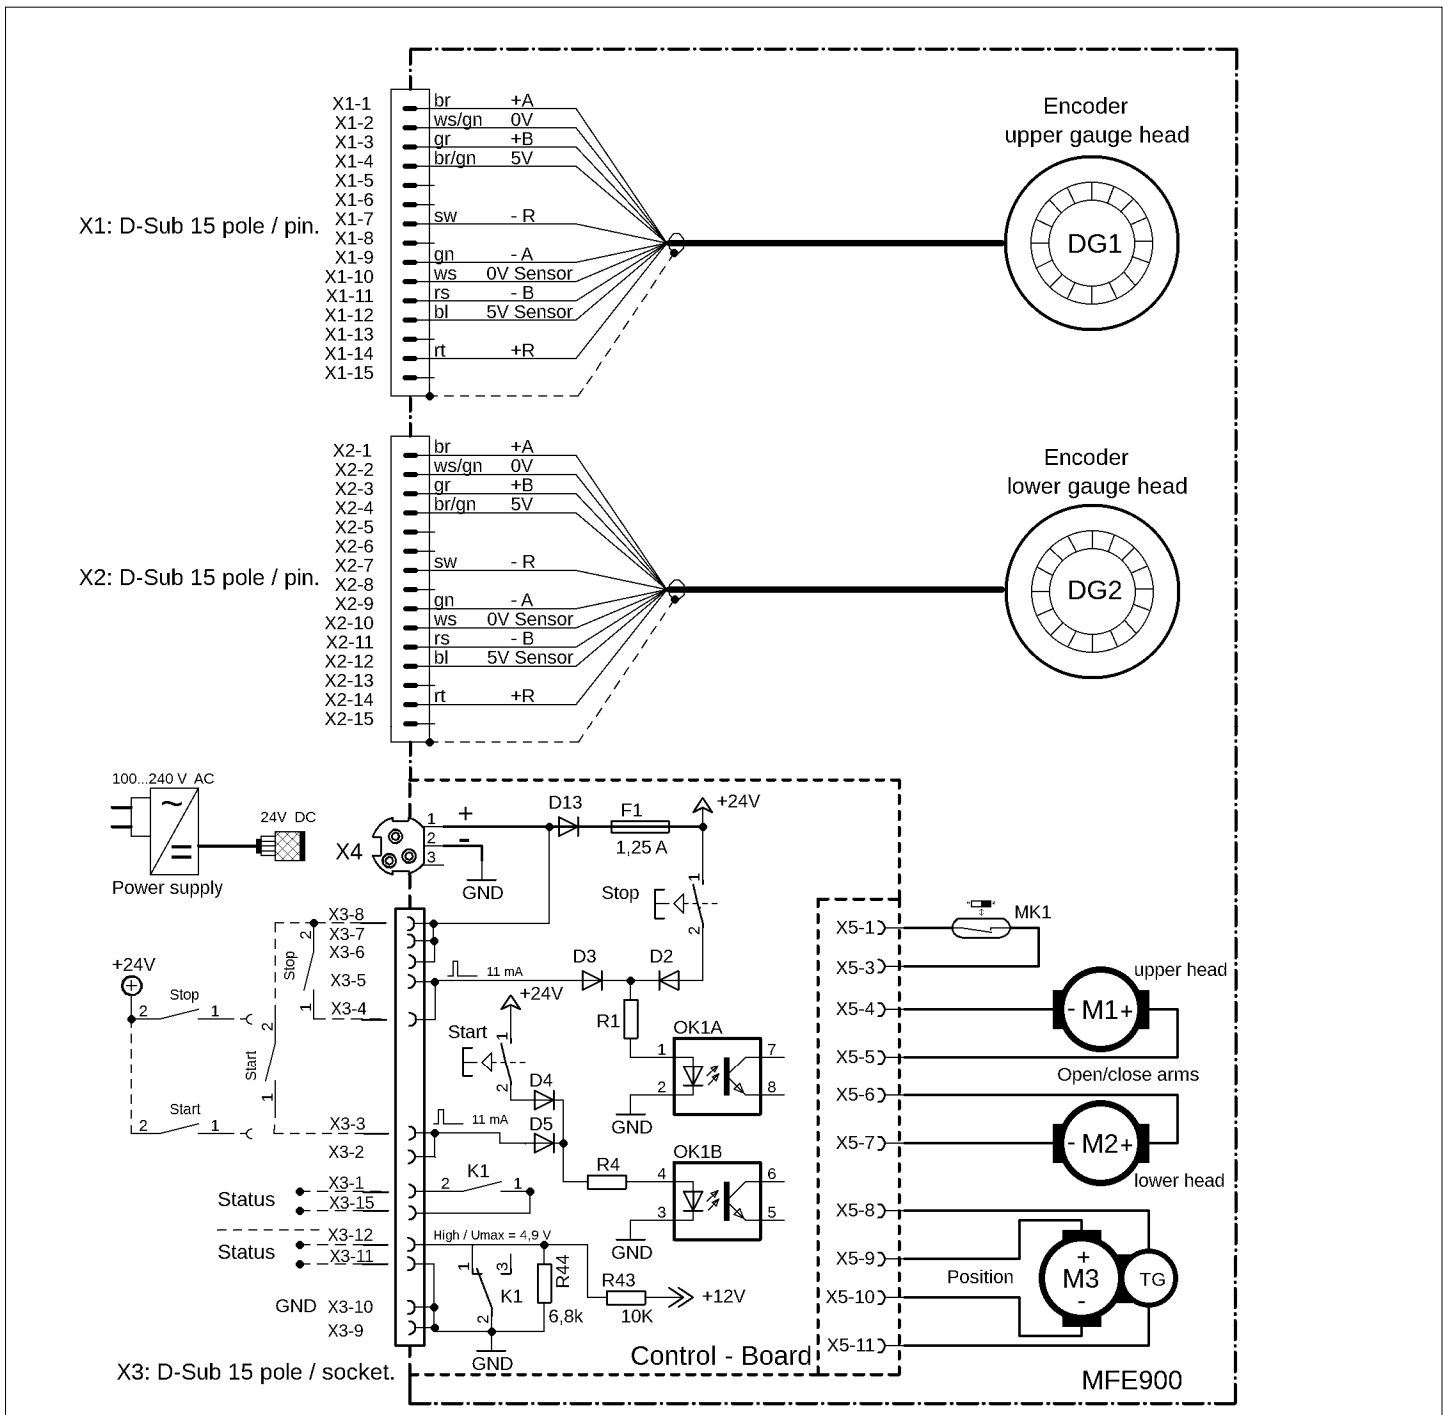 Encoder
upper gauge head
DG1
X1: D-Sub 15 pole / pin.
X1-1 br +A
X1-2 ws/gn 0V
X1-3 gr +B
X1-4 br/gn 5V
X1-5
X1-6
X1-7 sw - R
X1-8
X1-9 gn - A
X1-10 ws 0V Sensor
X1-11 rs - B
X1-12 bl 5V Sensor
X1-13
X1-14 rt +R
X1-15
Encoder
lower gauge head
DG2
X2: D-Sub 15 pole / pin.
X2-1 br +A
X2-2 ws/gn 0V
X2-3 gr +B
X2-4 br/gn 5V
X2-5
X2-6
X2-7 sw - R
X2-8
X2-9 gn - A
X2-10 ws 0V Sensor
X2-11 rs - B
X2-12 bl 5V Sensor
X2-13
X2-14 rt +R
X2-15
100...240 V AC
24V DC
Power supply
X4
1 +
2 -
3
GND
D13
F1
1,25 A
+24V
Stop
1
2
X3-8
X3-7
X3-6
X3-5
X3-4
X3-3
X3-2
X3-1
X3-15
X3-12
X3-11
GND X3-10
X3-9
+24V
2 Stop 1
2 Start 1
2
Stop
1
2
Start
1
Status
Status
11 mA
D3
D2
R1
+24V
Start
1
2
D4
D5
11 mA
OK1A
1
2
7
8
GND
R4
OK1B
4
3
6
5
GND
K1
2 1
High / Umax = 4,9 V
1
3
K1
2
R44
6,8k
R43
10K
+12V
GND
Control - Board
X3: D-Sub 15 pole / socket.
X5-1
X5-3
X5-4
X5-5
X5-6
X5-7
X5-8
X5-9
X5-10
X5-11
MK1
upper head
- M1 +
Open/close arms
- M2 +
lower head
Position
+
M3
-
TG
MFE900